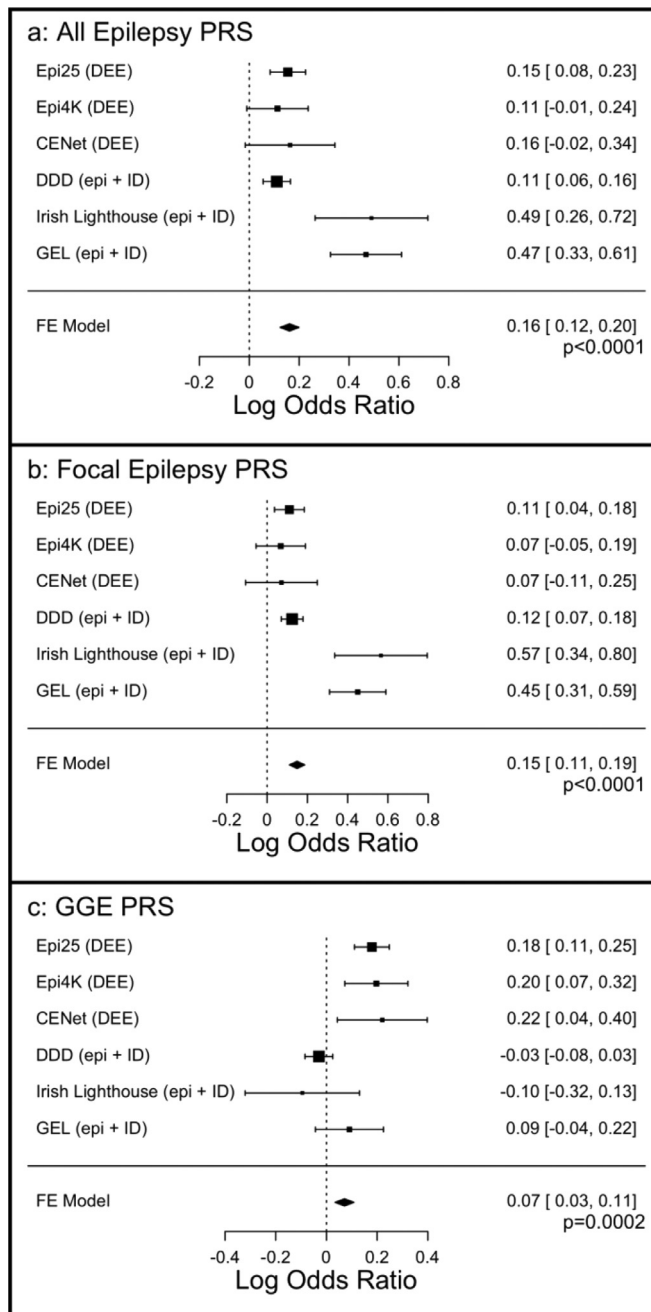 a: All Epilepsy PRS
Epi25 (DEE) 0.15 [ 0.08, 0.23]
Epi4K (DEE) 0.11 [-0.01, 0.24]
CENet (DEE) 0.16 [-0.02, 0.34]
DDD (epi + ID) 0.11 [ 0.06, 0.16]
Irish Lighthouse (epi + ID) 0.49 [ 0.26, 0.72]
GEL (epi + ID) 0.47 [ 0.33, 0.61]
FE Model 0.16 [ 0.12, 0.20]
p<0.0001
-0.2 0 0.2 0.4 0.6 0.8
Log Odds Ratio
b: Focal Epilepsy PRS
Epi25 (DEE) 0.11 [ 0.04, 0.18]
Epi4K (DEE) 0.07 [-0.05, 0.19]
CENet (DEE) 0.07 [-0.11, 0.25]
DDD (epi + ID) 0.12 [ 0.07, 0.18]
Irish Lighthouse (epi + ID) 0.57 [ 0.34, 0.80]
GEL (epi + ID) 0.45 [ 0.31, 0.59]
FE Model 0.15 [ 0.11, 0.19]
p<0.0001
-0.2 0 0.2 0.4 0.6 0.8
Log Odds Ratio
c: GGE PRS
Epi25 (DEE) 0.18 [ 0.11, 0.25]
Epi4K (DEE) 0.20 [ 0.07, 0.32]
CENet (DEE) 0.22 [ 0.04, 0.40]
DDD (epi + ID) -0.03 [-0.08, 0.03]
Irish Lighthouse (epi + ID) -0.10 [-0.32, 0.13]
GEL (epi + ID) 0.09 [-0.04, 0.22]
FE Model 0.07 [ 0.03, 0.11]
p=0.0002
-0.4 -0.2 0 0.2 0.4
Log Odds Ratio